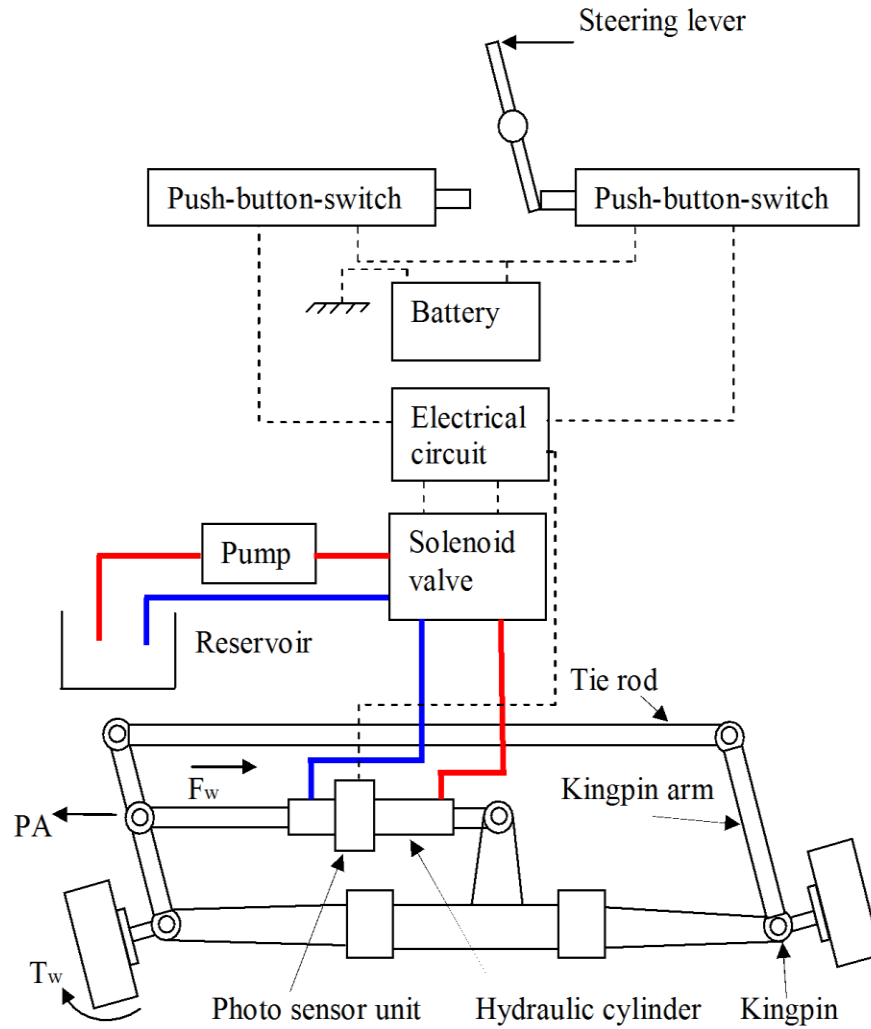 Steering lever
Push-button-switch
Push-button-switch
Battery
Electrical
circuit
Pump
Solenoid
valve
Reservoir
Tie rod
Fw
Kingpin arm
PA
Tw
Photo sensor unit
Hydraulic cylinder
Kingpin